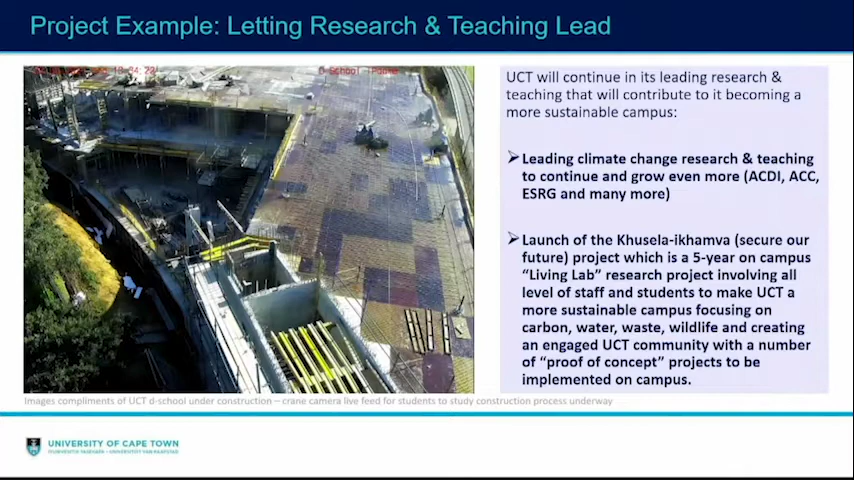 Project Example: Letting Research & Teaching Lead
D-School
UCT will continue in its leading research &
teaching that will contribute to it becoming a
more sustainable campus:
➢Leading climate change research & teaching
to continue and grow even more (ACDI, ACC,
ESRG and many more)
➢Launch of the Khusela-ikhamva (secure our
future) project which is a 5-year on campus
"Living Lab" research project involving all
level of staff and students to make UCT a
more sustainable campus focusing on
carbon, water, waste, wildlife and creating
an engaged UCT community with a number
of "proof of concept" projects to be
implemented on campus.
Images compliments of UCT d-school under construction – crane camera live feed for students to study construction process underway
UNIVERSITY OF CAPE TOWN